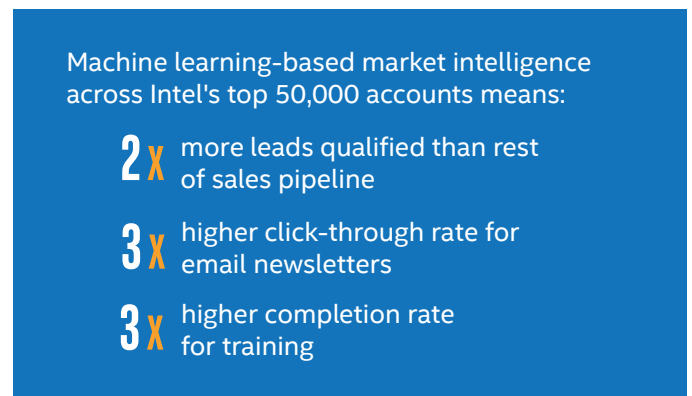 Machine learning-based market intelligence
across Intel's top 50,000 accounts means:
2x more leads qualified than rest
of sales pipeline
3x higher click-through rate for
email newsletters
3x higher completion rate
for training